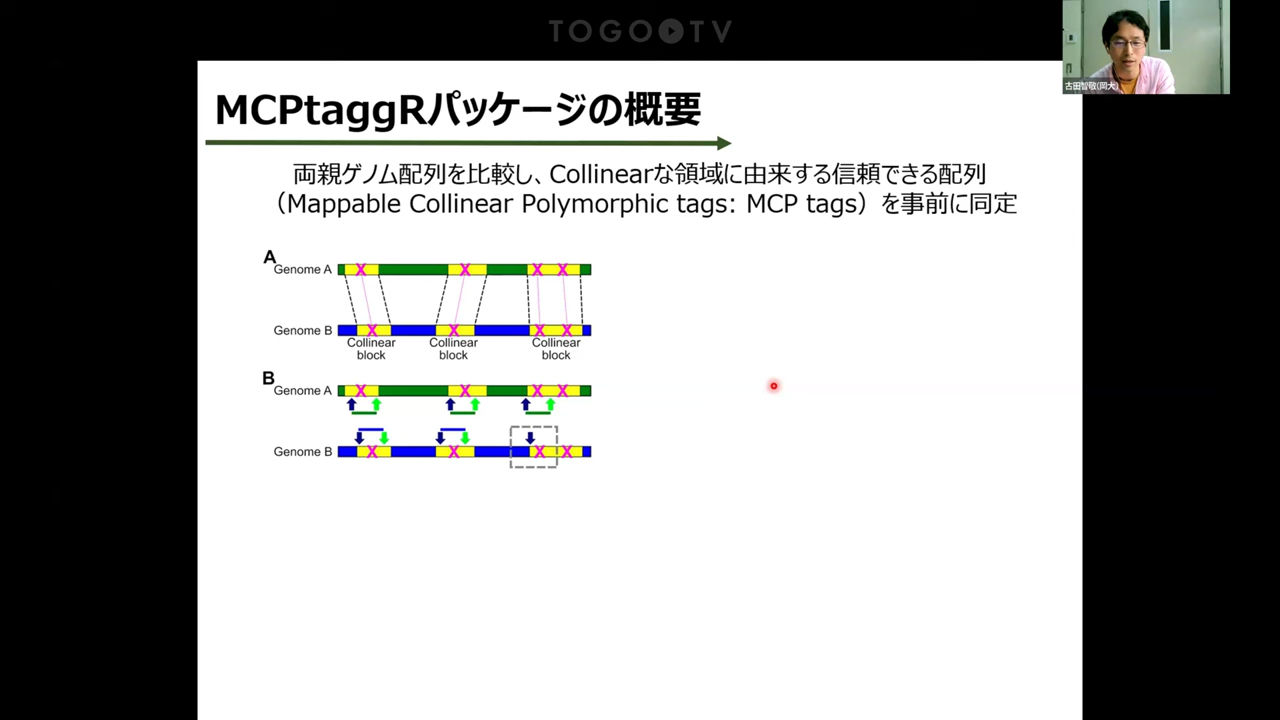 TOGO TV
古田智敬(岡大)
MCPtaggRパッケージの概要
両親ゲノム配列を比較し、Collinearな領域に由来する信頼できる配列
（Mappable Collinear Polymorphic tags: MCP tags）を事前に同定
A
Genome A
Genome B
Collinear block
Collinear block
Collinear block
B
Genome A
Genome B